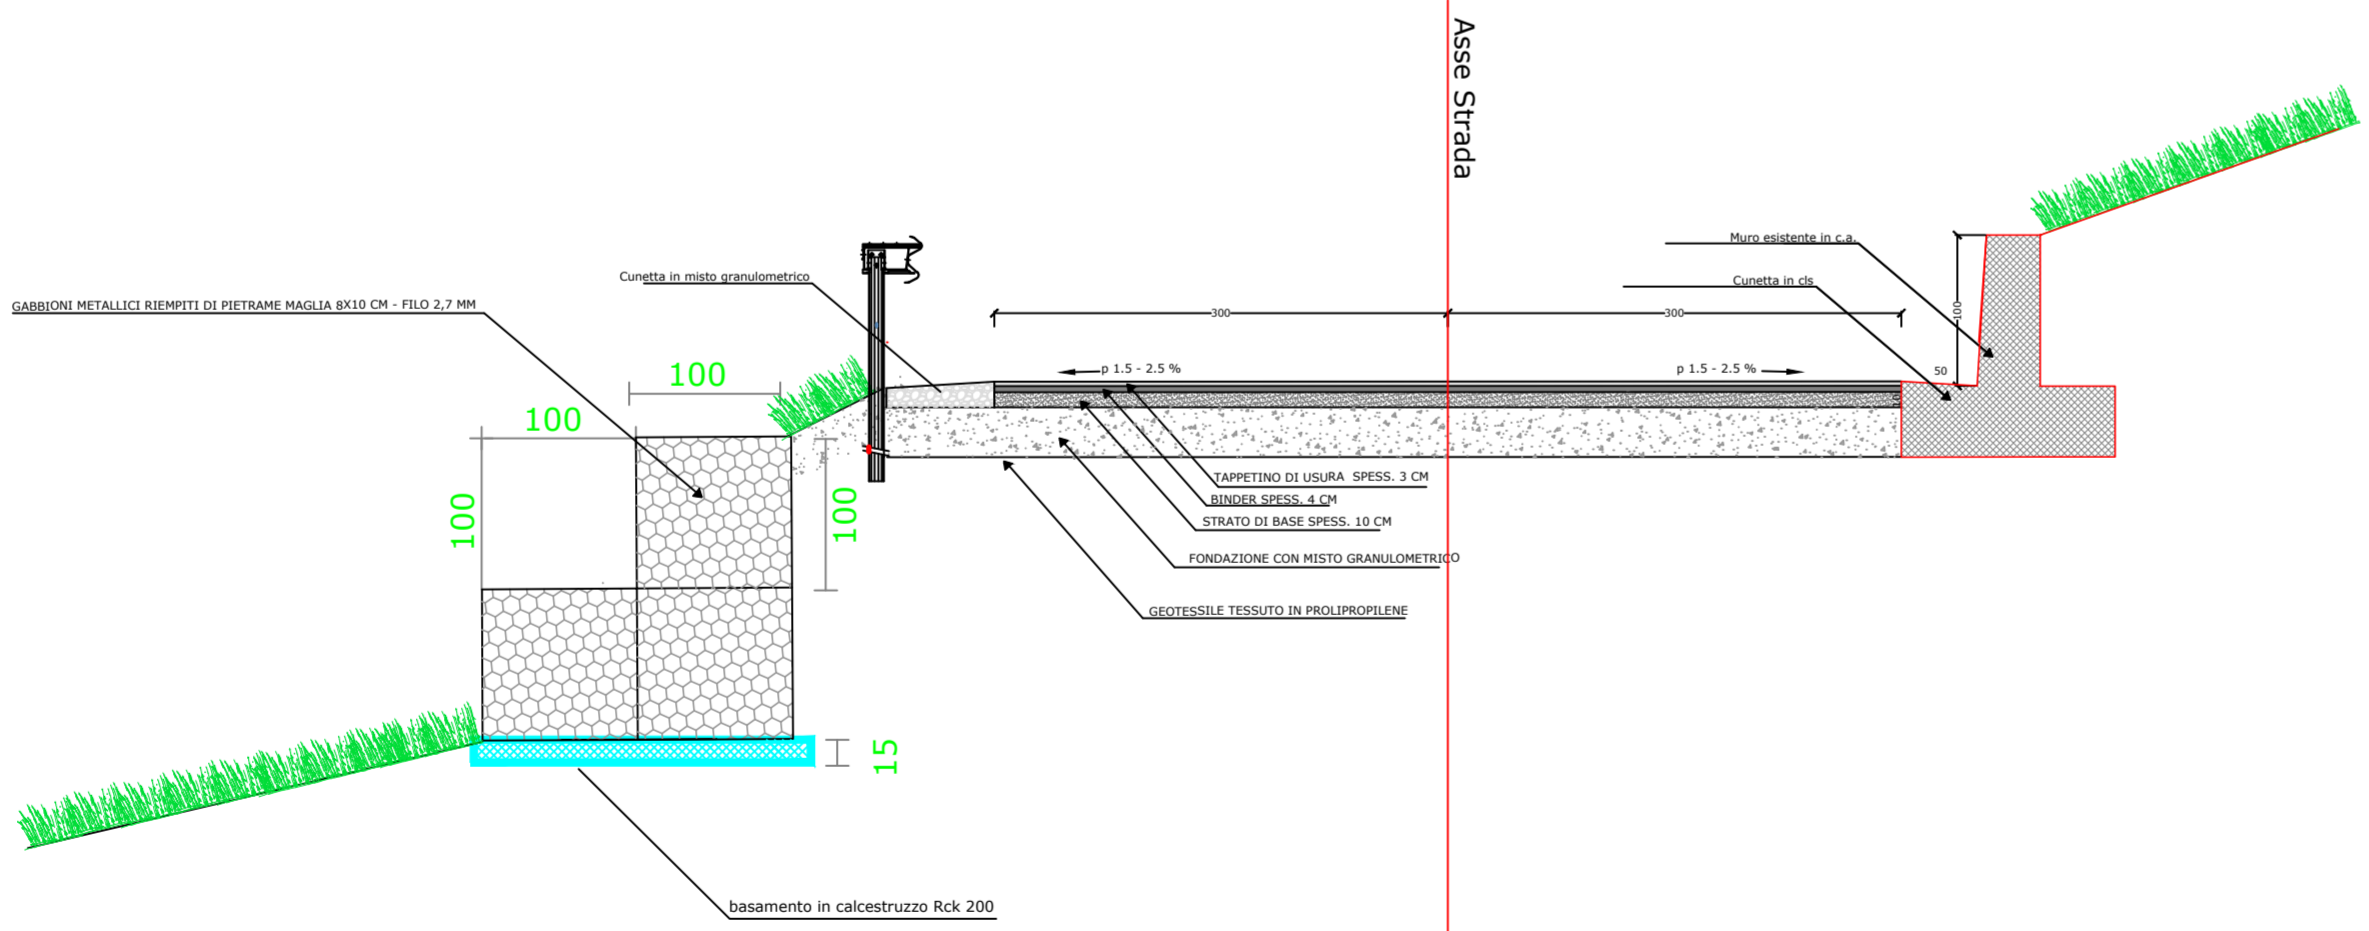 Asse Strada
Muro esistente in c.a.
Cunetta in misto granulometrico
Cunetta in cls
GABBIONI METALLICI RIEMPITI DI PIETRAME MAGLIA 8X10 CM - FILO 2,7 MM
300
300
100
p 1.5 - 2.5 %
p 1.5 - 2.5 %
50
100
100
100
100
TAPPETINO DI USURA SPESS. 3 CM
BINDER SPESS. 4 CM
STRATO DI BASE SPESS. 10 CM
FONDAZIONE CON MISTO GRANULOMETRICO
GEOTESSILE TESSUTO IN PROLIPROPILENE
15
basamento in calcestruzzo Rck 200